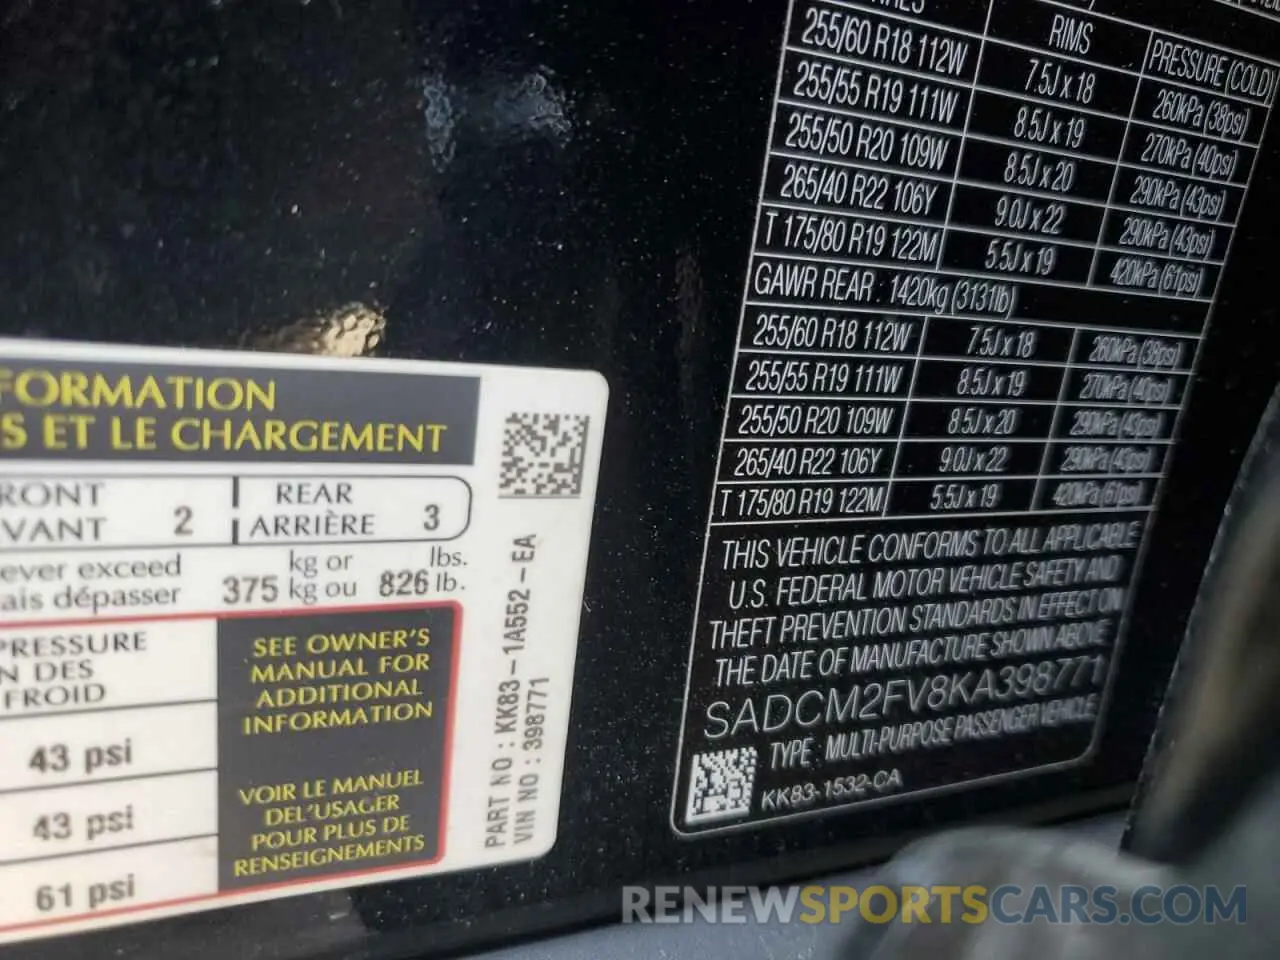 FORMATION
S ET LE CHARGEMENT
RONT
VANT
2
REAR
ARRIÈRE
3
ever exceed
ais dépasser
375
kg or
kg ou
826
lbs.
lb.
PRESSURE
N DES
FROID
43 psi
43 psi
61 psi
SEE OWNER'S
MANUAL FOR
ADDITIONAL
INFORMATION
VOIR LE MANUEL
DEL'USAGER
POUR PLUS DE
RENSEIGNEMENTS
PART NO : KK83-1A552-EA
VIN NO : 398771
RIMS
PRESSURE (COLD)
255/60 R18 112W 7.5J x 18 260kPa (38psi)
255/55 R19 111W 8.5J x 19 270kPa (40psi)
255/50 R20 109W 8.5J x 20 290kPa (43psi)
265/40 R22 106Y 9.0J x 22 290kPa (43psi)
T 175/80 R19 122M 5.5J x 19 420kPa (61psi)
GAWR REAR : 1420kg (3131lb)
255/60 R18 112W 7.5J x 18 260kPa (38psi)
255/55 R19 111W 8.5J x 19 270kPa (40psi)
255/50 R20 109W 8.5J x 20 290kPa (43psi)
265/40 R22 106Y 9.0J x 22 290kPa (43psi)
T 175/80 R19 122M 5.5J x 19 420kPa (61psi)
THIS VEHICLE CONFORMS TO ALL APPLICABLE
U.S. FEDERAL MOTOR VEHICLE SAFETY AND
THEFT PREVENTION STANDARDS IN EFFECT ON
THE DATE OF MANUFACTURE SHOWN ABOVE
SADCM2FV8KA398771
TYPE : MULTI-PURPOSE PASSENGER VEHICLE
KK83-1532-CA
RENEWSPORTSCARS.COM